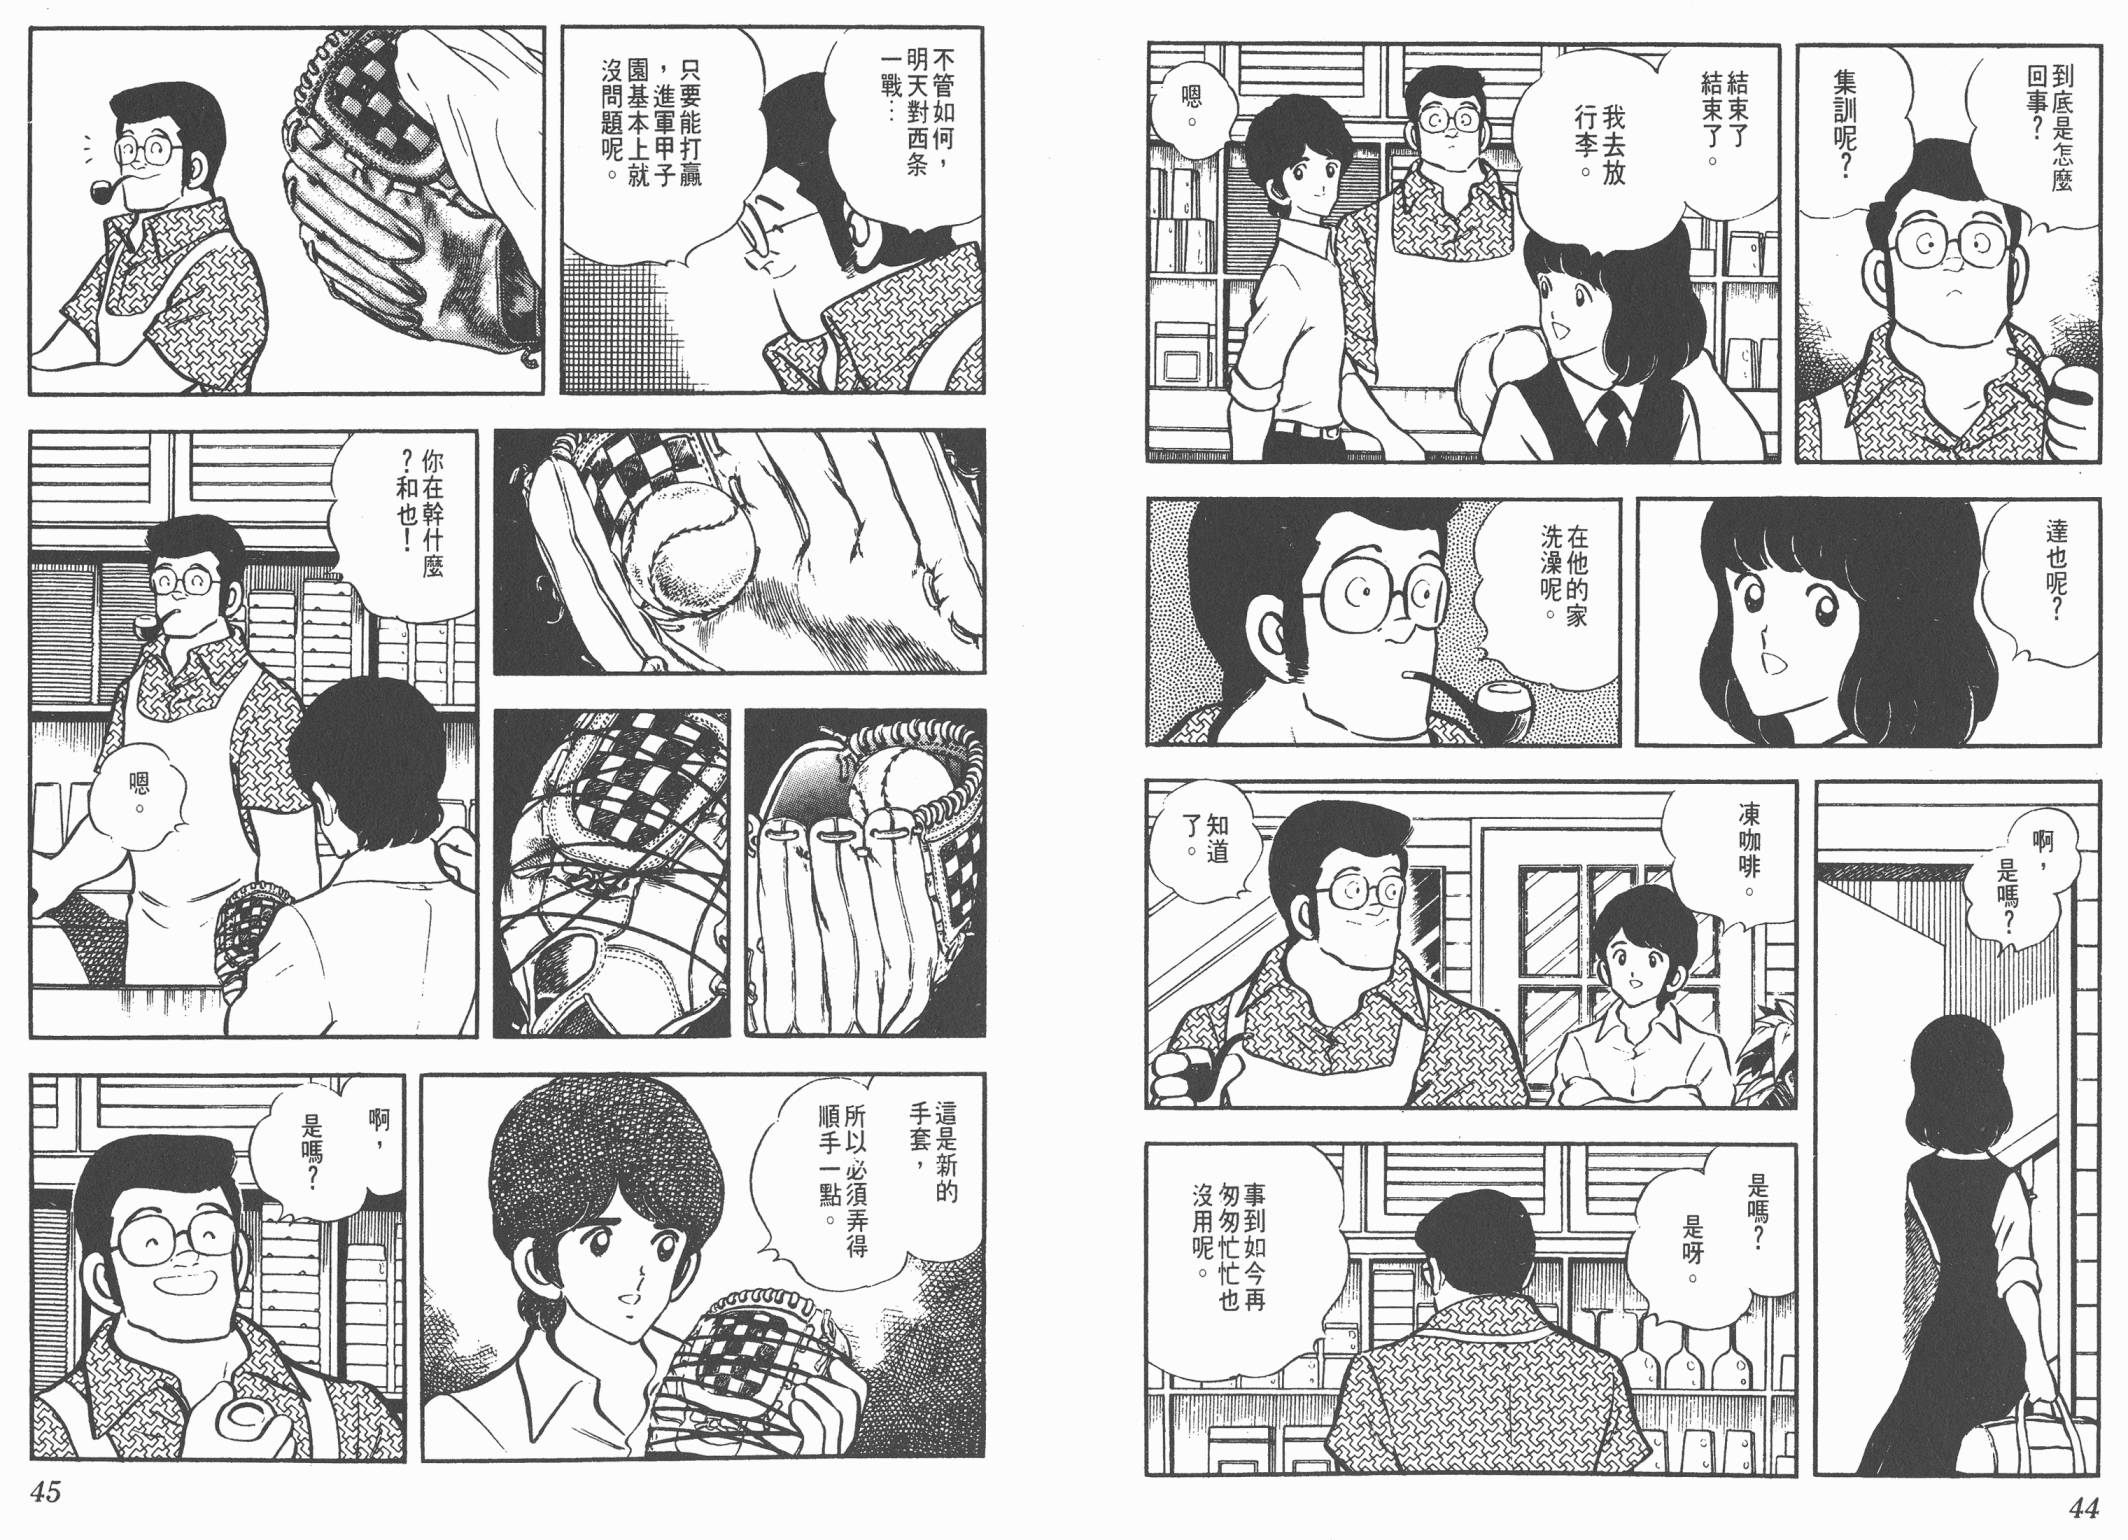 到底是怎麼
回事？
集訓呢？
結束了
結束了。
我去放
行李。
嗯。
達也呢？
在他的家
洗澡呢。
啊，
是嗎？
凍咖啡。
知道
了。
是嗎？
是呀。
事到如今再
匆匆忙忙也
沒用呢。
44
不管如何，
明天對西条
一戰…
只要能打贏
，進軍甲子
園基本上就
沒問題呢。
你在幹什麼
？和也！
嗯。
這是新的
手套，
所以必須弄得
順手一點。
啊，
是嗎？
45